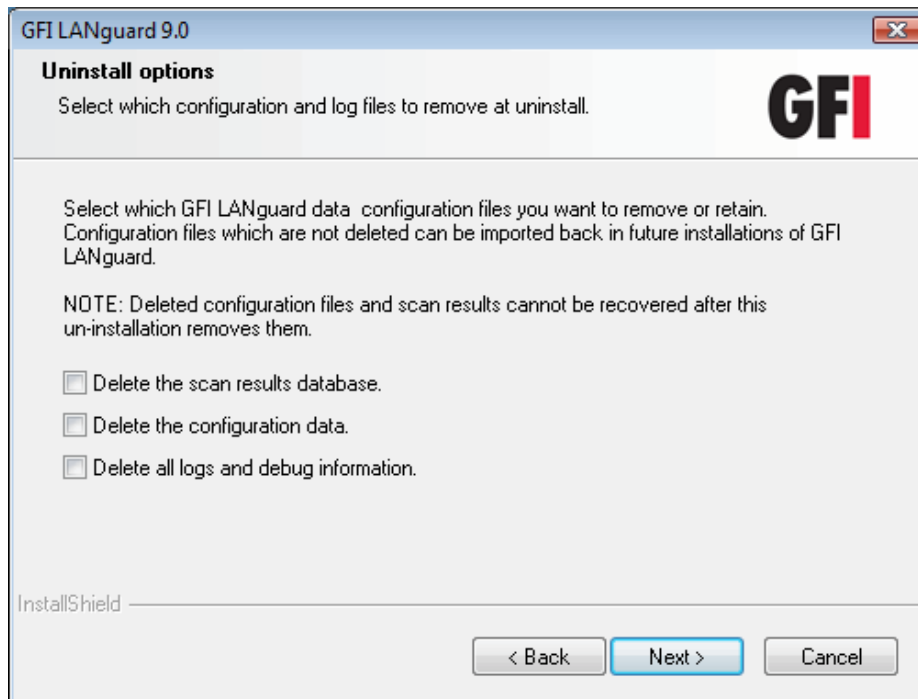 GFI LANguard 9.0
Uninstall options
Select which configuration and log files to remove at uninstall.
GFI
Select which GFI LANguard data  configuration files you want to remove or retain.
Configuration files which are not deleted can be imported back in future installations of GFI
LANguard.
NOTE: Deleted configuration files and scan results cannot be recovered after this
un-installation removes them.
Delete the scan results database.
Delete the configuration data.
Delete all logs and debug information.
InstallShield
< Back
Next >
Cancel